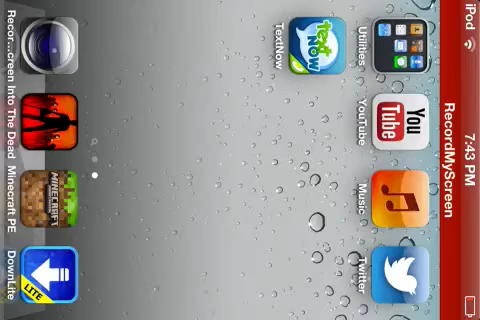 iPod 7:43 PM
RecordMyScreen
You
Tube
Utilities YouTube Music Twitter
text
Now
TextNow
MINECRAFT
LITE
Recor...creen Into The Dead Minecraft PE DownLite